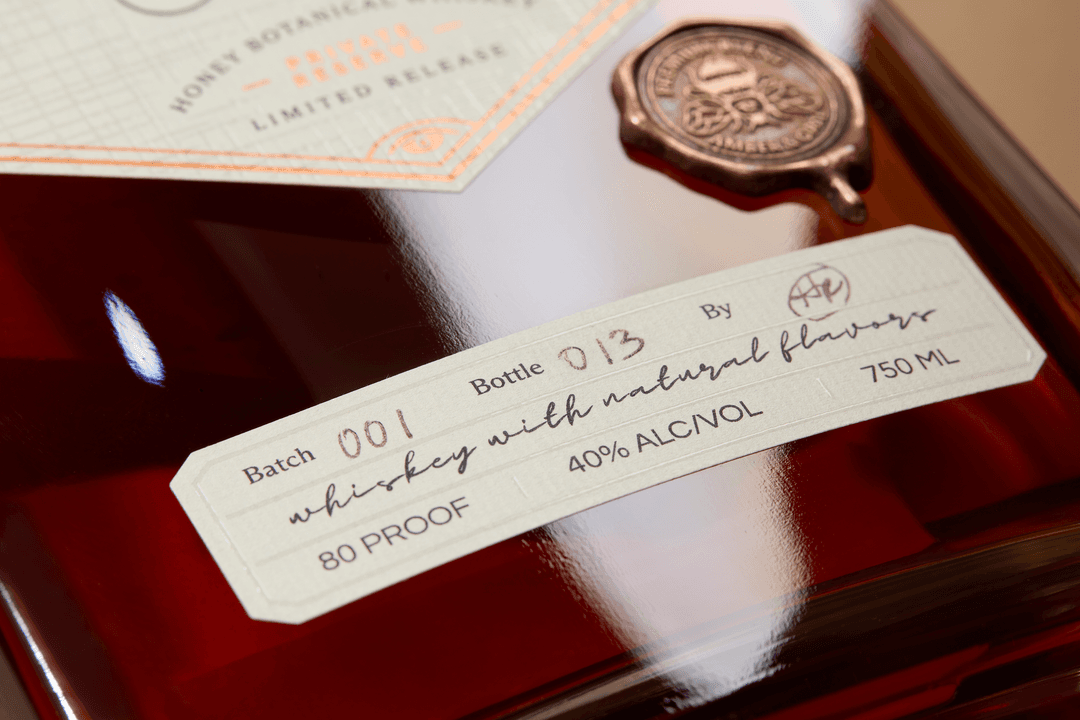 HONEY BOTANICAL WHISKEY
PRIVATE
RESERVE
LIMITED RELEASE
AMBER
Batch 001 Bottle 013 By
whiskey with natural flavors
80 PROOF 40% ALC/VOL 750 ML